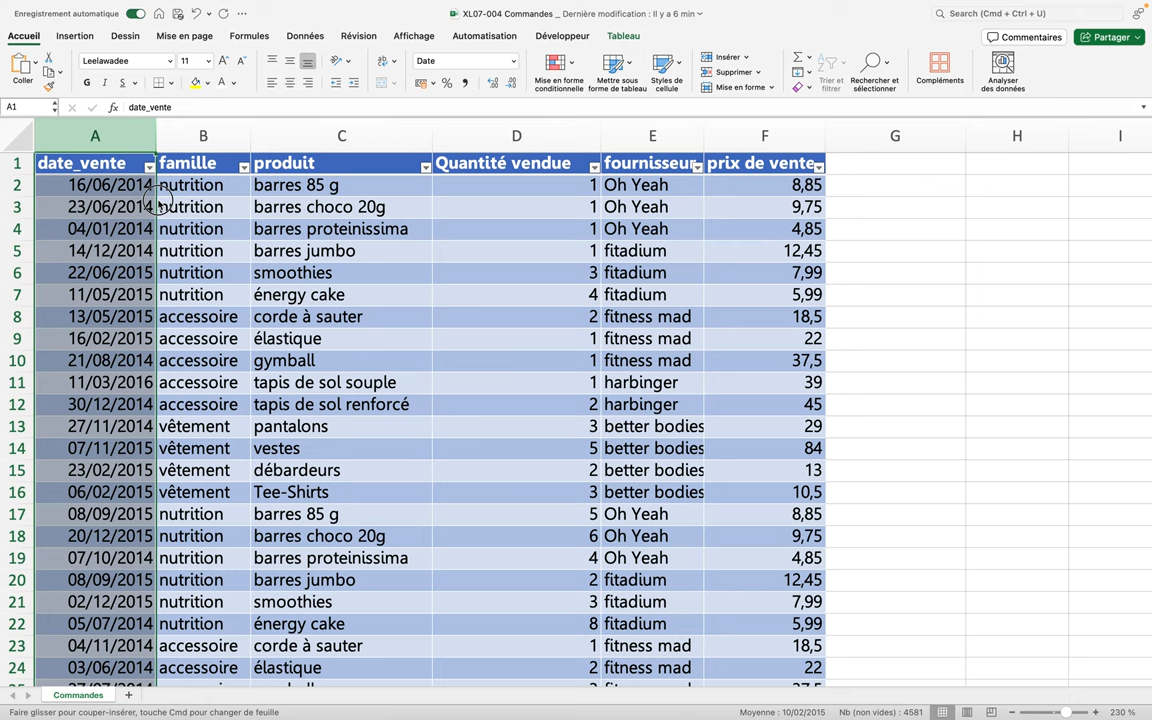 Enregistrement automatique
XL07-004 Commandes _ Dernière modification : Il y a 6 min
Search (Cmd + Ctrl + U)
Accueil Insertion Dessin Mise en page Formules Données Révision Affichage Automatisation Développeur Tableau
Commentaires
Partager
Coller
Leelawadee 11
G I S
Date
Mise en forme conditionnelle
Mettre sous forme de tableau
Styles de cellule
Insérer
Supprimer
Mise en forme
Trier et filtrer
Rechercher et sélectionner
Compléments
Analyser des données
A1 fx date_vente
A B C D E F G H I
1 date_vente famille produit Quantité vendue fournisseur prix de vente
2 16/06/2014 nutrition barres 85 g 1 Oh Yeah 8,85
3 23/06/2014 nutrition barres choco 20g 1 Oh Yeah 9,75
4 04/01/2014 nutrition barres proteinissima 1 Oh Yeah 4,85
5 14/12/2014 nutrition barres jumbo 1 fitadium 12,45
6 22/06/2015 nutrition smoothies 3 fitadium 7,99
7 11/05/2015 nutrition énergy cake 4 fitadium 5,99
8 13/05/2015 accessoire corde à sauter 2 fitness mad 18,5
9 16/02/2015 accessoire élastique 1 fitness mad 22
10 21/08/2014 accessoire gymball 1 fitness mad 37,5
11 11/03/2016 accessoire tapis de sol souple 1 harbinger 39
12 30/12/2014 accessoire tapis de sol renforcé 2 harbinger 45
13 27/11/2014 vêtement pantalons 3 better bodies 29
14 07/11/2015 vêtement vestes 5 better bodies 84
15 23/02/2015 vêtement débardeurs 2 better bodies 13
16 06/02/2015 vêtement Tee-Shirts 3 better bodies 10,5
17 08/09/2015 nutrition barres 85 g 5 Oh Yeah 8,85
18 20/12/2015 nutrition barres choco 20g 6 Oh Yeah 9,75
19 07/10/2014 nutrition barres proteinissima 4 Oh Yeah 4,85
20 08/09/2015 nutrition barres jumbo 2 fitadium 12,45
21 02/12/2015 nutrition smoothies 3 fitadium 7,99
22 05/07/2014 nutrition énergy cake 8 fitadium 5,99
23 04/11/2014 accessoire corde à sauter 1 fitness mad 18,5
24 03/06/2014 accessoire élastique 2 fitness mad 22
Commandes
Faire glisser pour couper-insérer, touche Cmd pour changer de feuille
Moyenne : 10/02/2015 Nb (non vides) : 4581
230 %